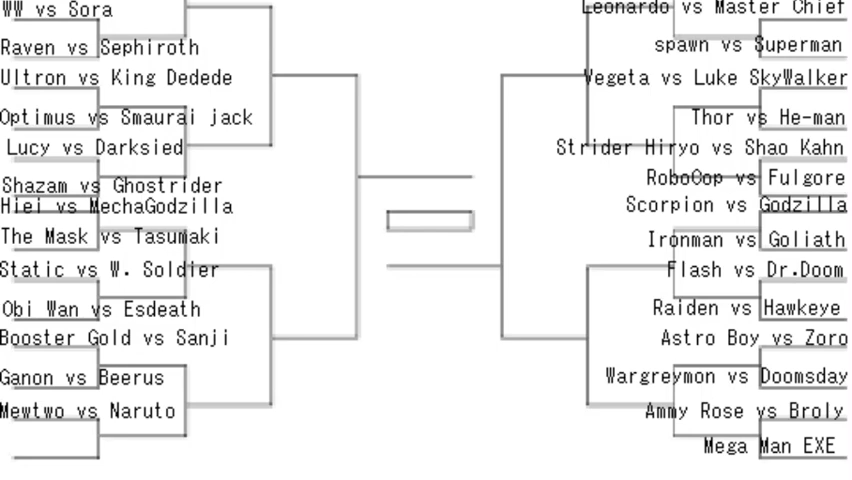 WW vs Sora
Raven vs Sephiroth
Ultron vs King Dedede
Optimus vs Smaurai jack
Lucy vs Darksied
Shazam vs Ghostrider
Hiei vs MechaGodzilla
The Mask vs Tasumaki
Static vs W. Soldier
Obi Wan vs Esdeath
Booster Gold vs Sanji
Ganon vs Beerus
Mewtwo vs Naruto
Leonardo vs Master Chief
spawn vs Superman
Vegeta vs Luke SkyWalker
Thor vs He-man
Strider Hiryo vs Shao Kahn
RoboCop vs Fulgore
Scorpion vs Godzilla
Ironman vs Goliath
Flash vs Dr.Doom
Raiden vs Hawkeye
Astro Boy vs Zoro
Wargreymon vs Doomsday
Ammy Rose vs Broly
Mega Man EXE